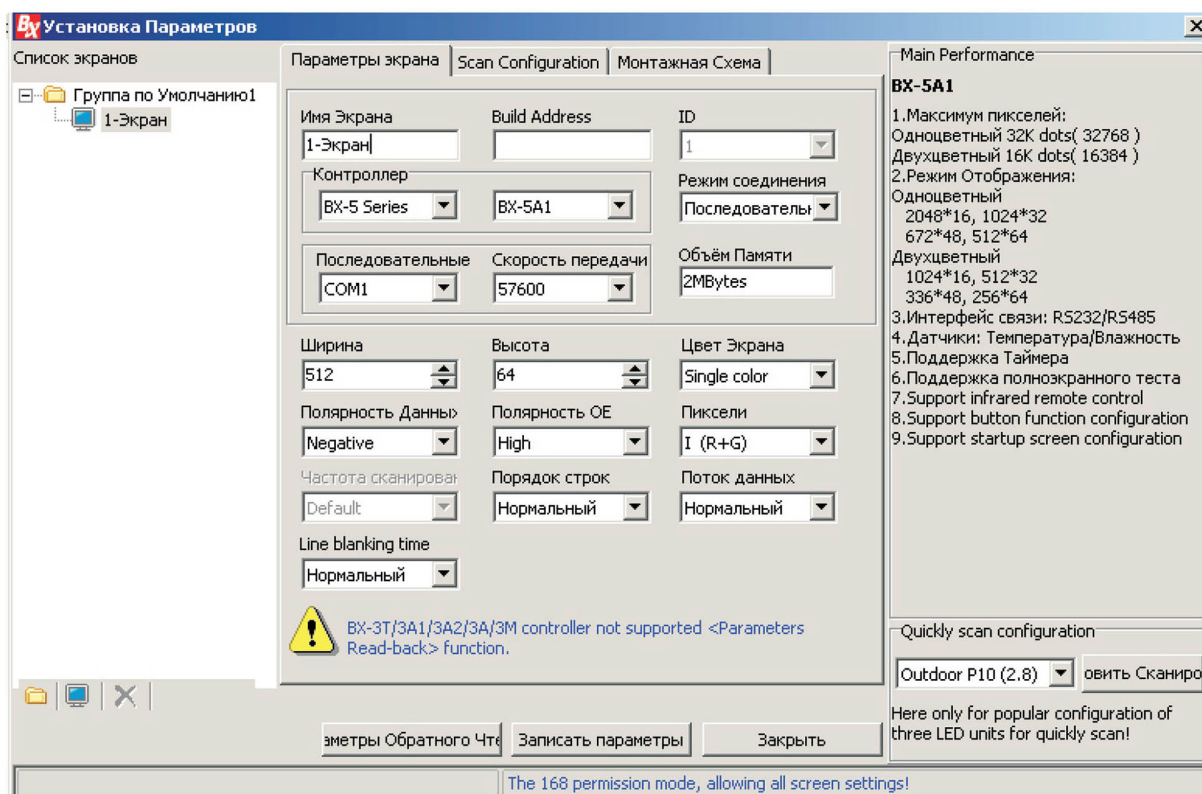 BX Установка Параметров
Список экранов
Группа по Умолчанию1
1-Экран
Параметры экрана
Scan Configuration
Монтажная Схема
Имя Экрана
Build Address
ID
1-Экран
1
Контроллер
Режим соединения
BX-5 Series
BX-5A1
Последовательн
Последовательные
Скорость передачи
Объём Памяти
COM1
57600
2MBytes
Ширина
Высота
Цвет Экрана
512
64
Single color
Полярность Данных
Полярность OE
Пиксели
Negative
High
I (R+G)
Частота сканирован
Порядок строк
Поток данных
Default
Нормальный
Нормальный
Line blanking time
Нормальный
BX-3T/3A1/3A2/3A/3M controller not supported <Parameters
Read-back> function.
аметры Обратного Чте
Записать параметры
Закрыть
Main Performance
BX-5A1
1.Максимум пикселей:
Одноцветный 32K dots( 32768 )
Двухцветный 16K dots( 16384 )
2.Режим Отображения:
Одноцветный
2048*16, 1024*32
672*48, 512*64
Двухцветный
1024*16, 512*32
336*48, 256*64
3.Интерфейс связи: RS232/RS485
4.Датчики: Температура/Влажность
5.Поддержка Таймера
6.Поддержка полноэкранного теста
7.Support infrared remote control
8.Support button function configuration
9.Support startup screen configuration
Quickly scan configuration
Outdoor P10 (2.8)
овить Сканиро
Here only for popular configuration of
three LED units for quickly scan!
The 168 permission mode, allowing all screen settings!